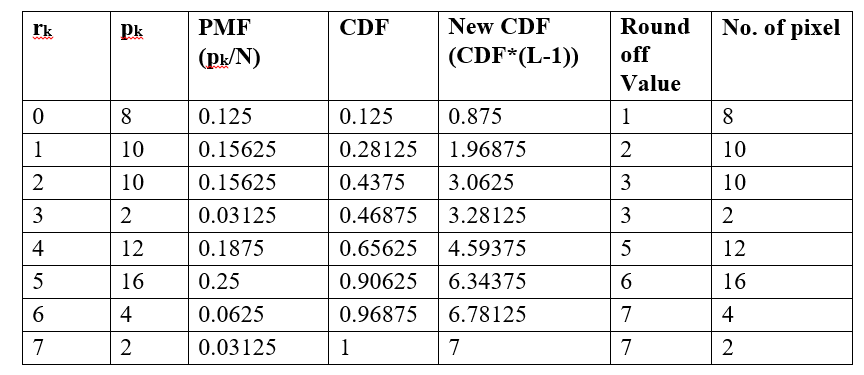 rk pk PMF CDF New CDF Round No. of pixel
(pk/N) (CDF*(L-1)) off
Value
0 8 0.125 0.125 0.875 1 8
1 10 0.15625 0.28125 1.96875 2 10
2 10 0.15625 0.4375 3.0625 3 10
3 2 0.03125 0.46875 3.28125 3 2
4 12 0.1875 0.65625 4.59375 5 12
5 16 0.25 0.90625 6.34375 6 16
6 4 0.0625 0.96875 6.78125 7 4
7 2 0.03125 1 7 7 2